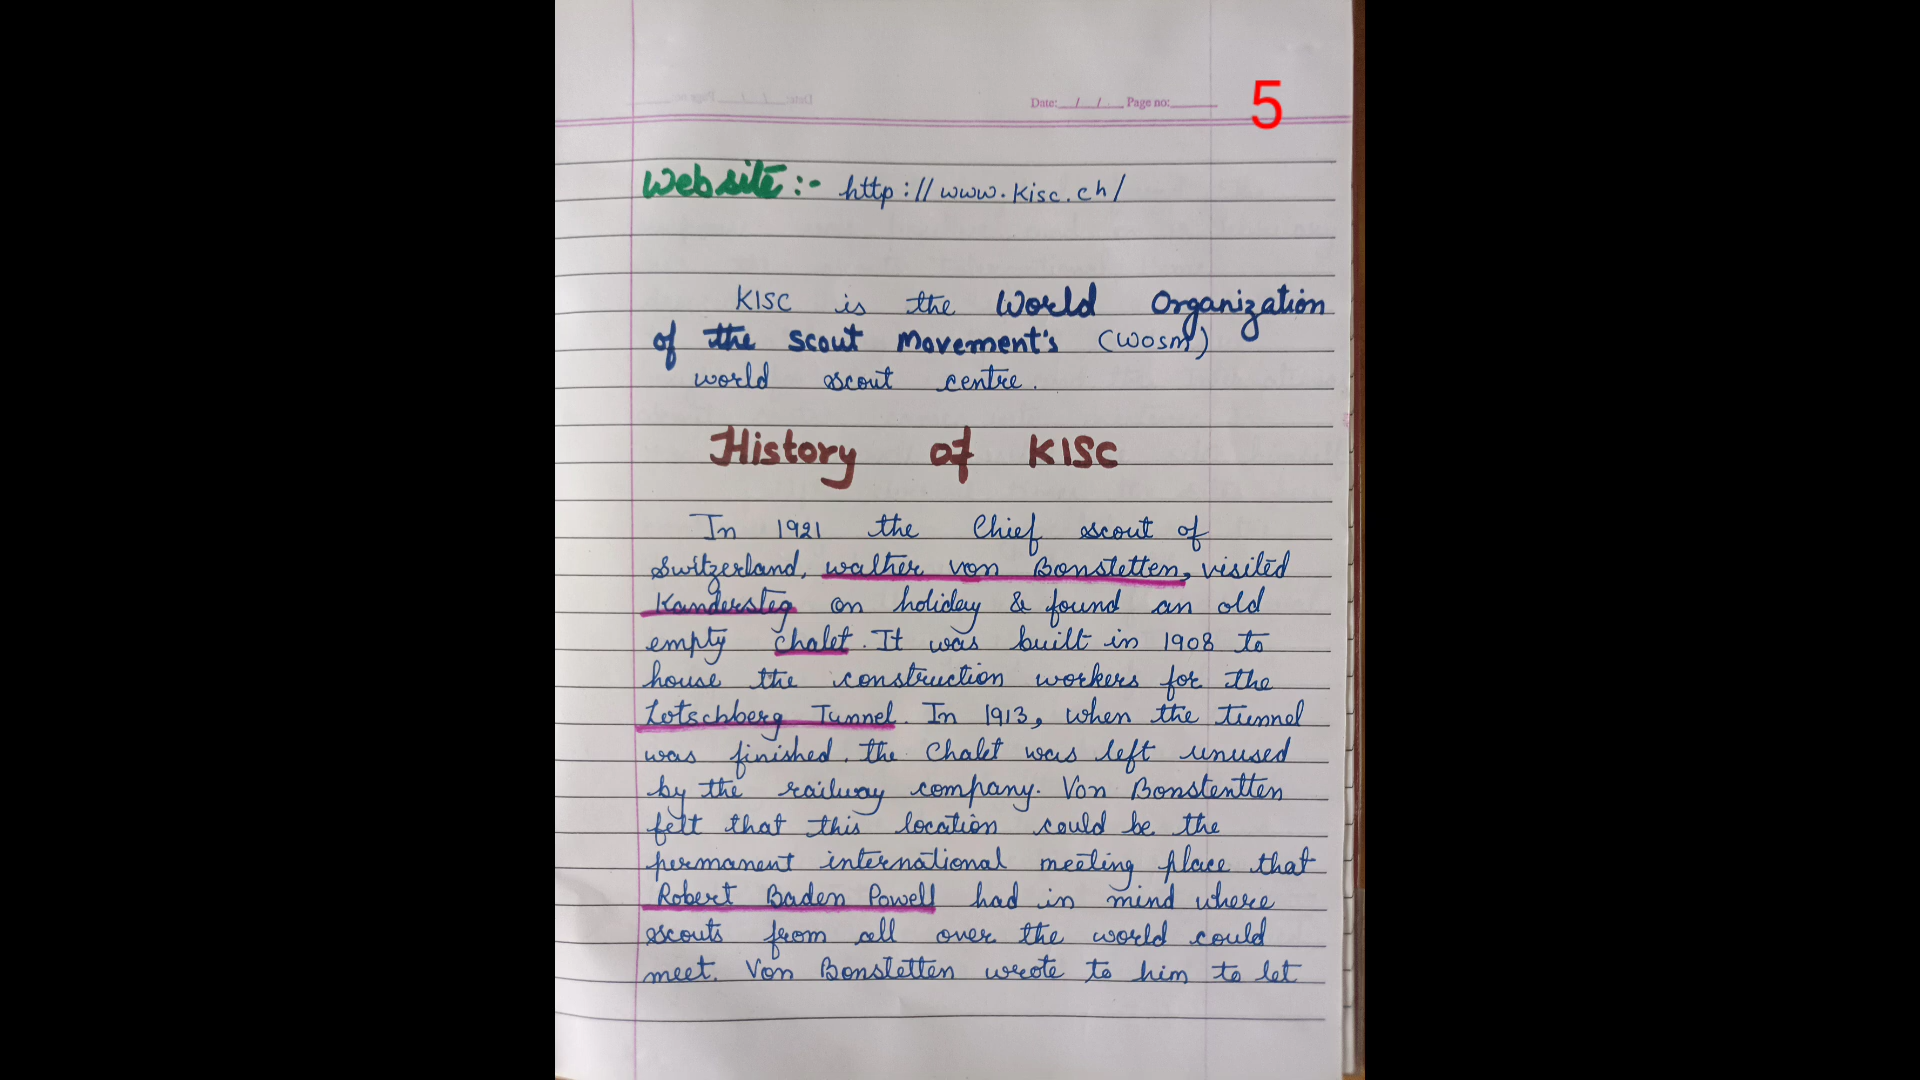 Date: __/__/__ Page no:______
5
Website:- http://www.kisc.ch/
KISC is the World Organization
of the scout Movement's (WOSM)
world scout centre.
History of KISC
In 1921 the Chief scout of
Switzerland, walther von Bonstetten, visited
Kandersteg on holiday & found an old
empty chalet. It was built in 1908 to
house the construction workers for the
Lotschberg Tunnel. In 1913, when the tunnel
was finished. the Chalet was left unused
by the railway company. Von Bonstentten
felt that this location could be the
permanent international meeting place that
Robert Baden Powell had in mind where
scouts from all over the world could
meet. Von Bonstetten wrote to him to let